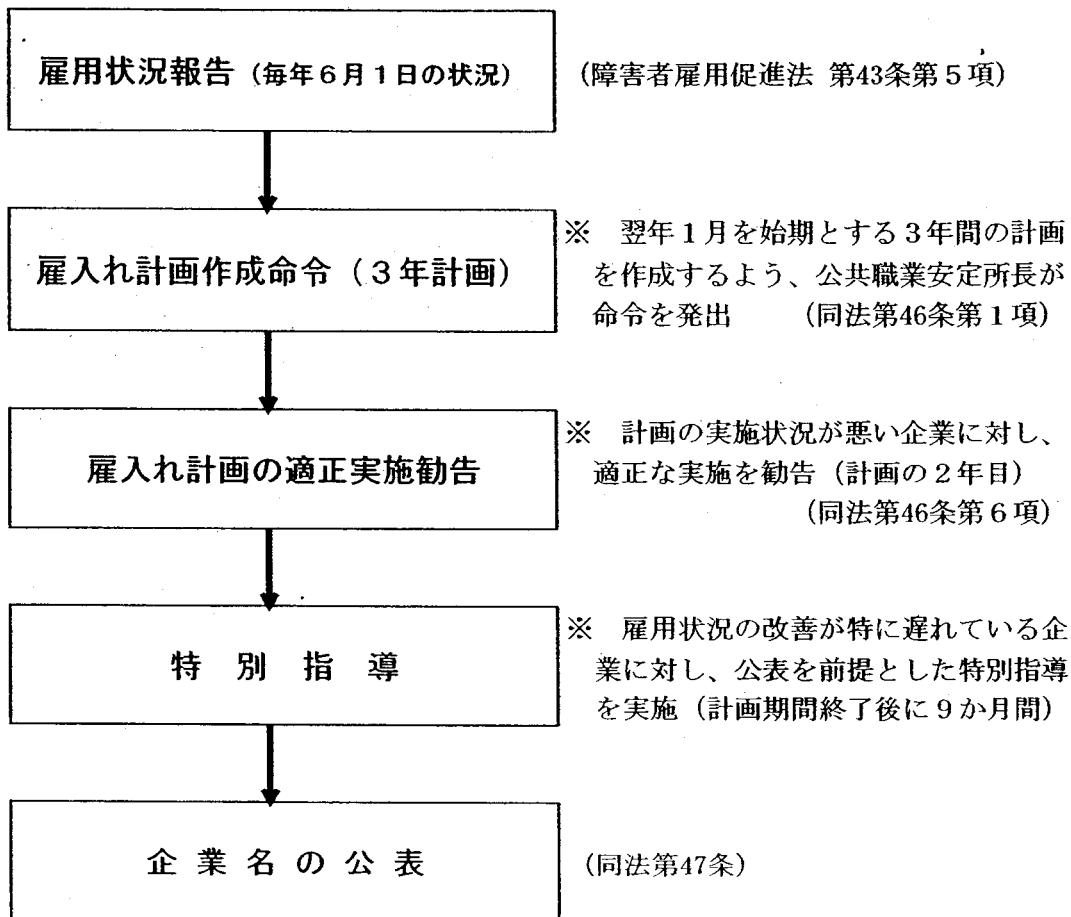 雇用状況報告(毎年6月1日の状況)
(障害者雇用促進法 第43条第5項)
雇入れ計画作成命令(3年計画)
※ 翌年1月を始期とする3年間の計画
を作成するよう、公共職業安定所長が
命令を発出 (同法第46条第1項)
雇入れ計画の適正実施勧告
※ 計画の実施状況が悪い企業に対し、
適正な実施を勧告(計画の2年目)
(同法第46条第6項)
特別指導
※ 雇用状況の改善が特に遅れている企
業に対し、公表を前提とした特別指導
を実施(計画期間終了後に9か月間)
企業名の公表
(同法第47条)